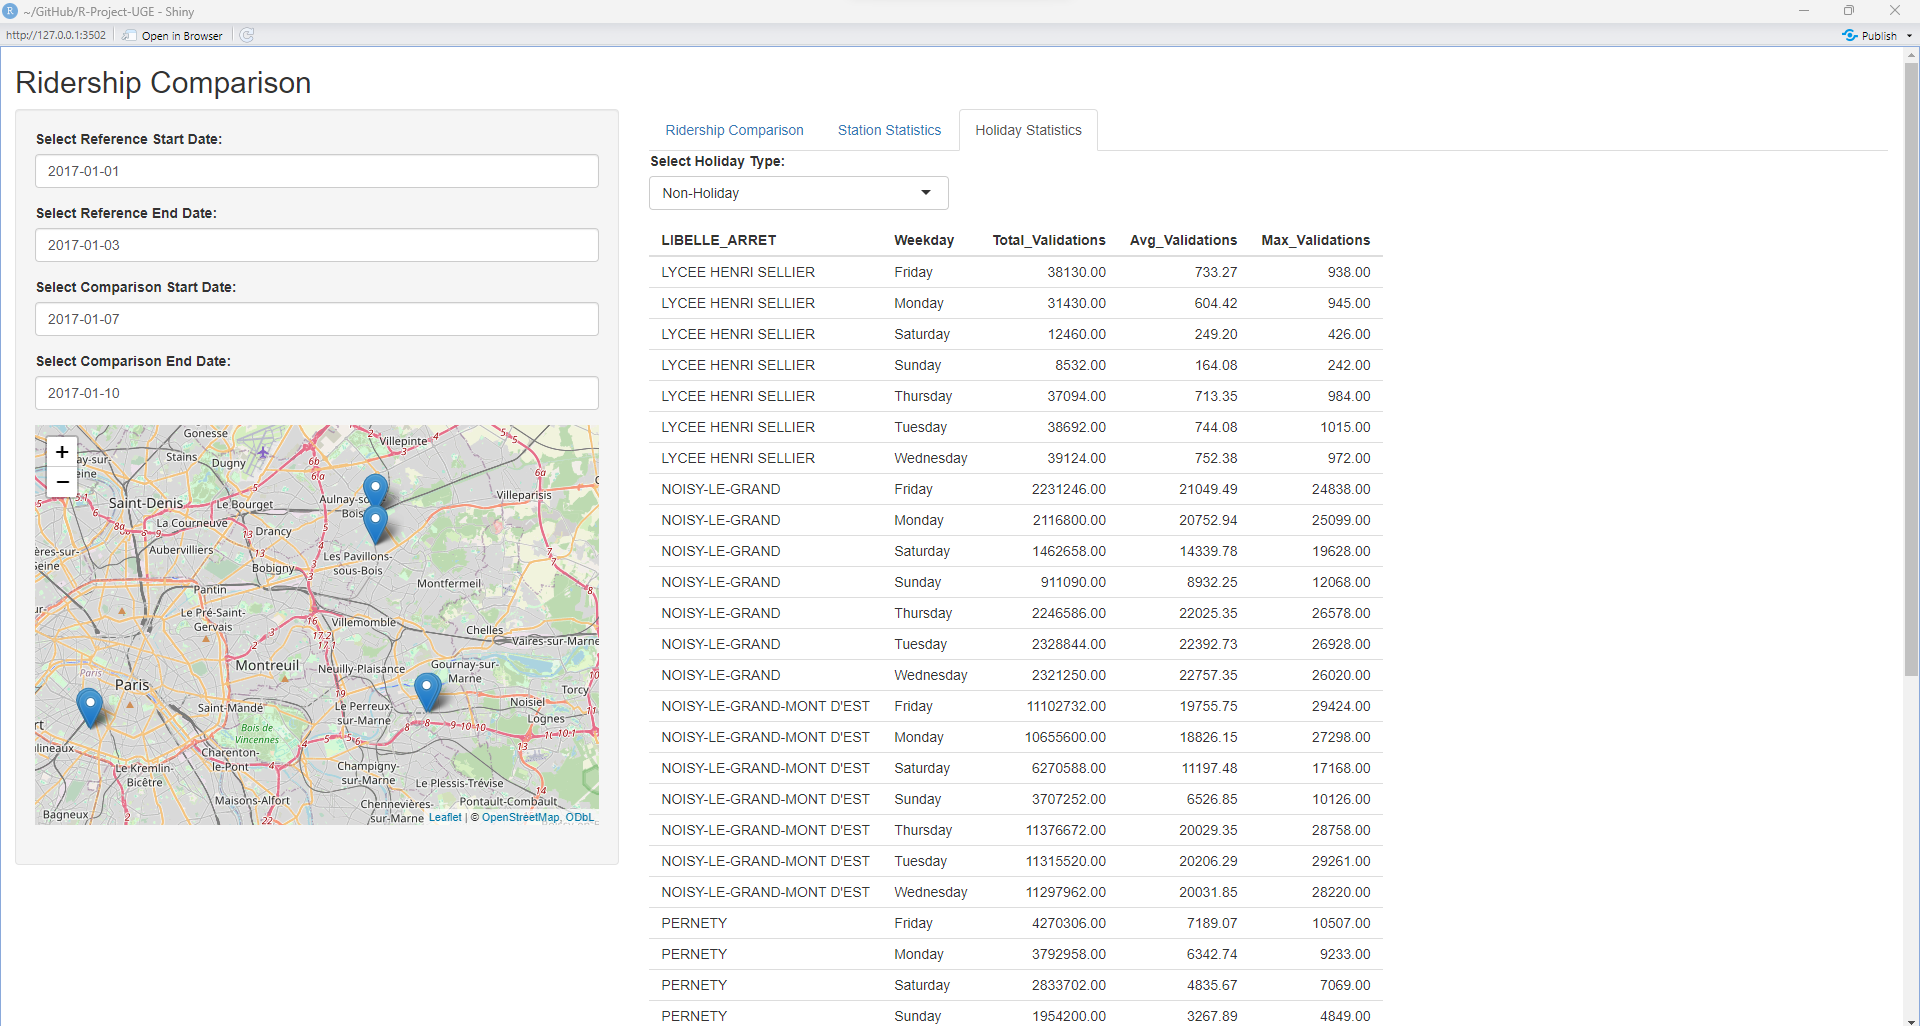 ~/GitHub/R-Project-UGE - Shiny
http://127.0.0.1:3502 Open in Browser Publish
Ridership Comparison
Select Reference Start Date:
2017-01-01
Select Reference End Date:
2017-01-03
Select Comparison Start Date:
2017-01-07
Select Comparison End Date:
2017-01-10
+
−
Gonesse
Villepinte
Stains
Dugny
ay-sur-
eine
Saint-Denis
Le Bourget
Villeparisis
La Courneuve
Drancy
Les Pavillons-
sous-Bois
ères-sur-
Seine
Aubervilliers
Bobigny
Montfermeil
Pantin
Le Pré-Saint-
Gervais
Villemomble
Chelles
Vaires-sur-Marne
Montreuil
Neuilly-Plaisance
Gournay-sur-
Marne
Paris
Paris
Torcy
Saint-Mandé
Le Perreux-
sur-Marne
Noisiel
Lognes
Bois de
Vincennes
ulineaux
Charenton-
le-Pont
Le Kremlin-
Bicêtre
Champigny-
sur-Marne
Le Plessis-Trévise
Maisons-Alfort
Chennevières-
sur-Marne
Pontault-Combault
Bagneux
Leaflet | © OpenStreetMap, ODbL
Ridership Comparison Station Statistics Holiday Statistics
Select Holiday Type:
Non-Holiday
LIBELLE_ARRET Weekday Total_Validations Avg_Validations Max_Validations
LYCEE HENRI SELLIER Friday 38130.00 733.27 938.00
LYCEE HENRI SELLIER Monday 31430.00 604.42 945.00
LYCEE HENRI SELLIER Saturday 12460.00 249.20 426.00
LYCEE HENRI SELLIER Sunday 8532.00 164.08 242.00
LYCEE HENRI SELLIER Thursday 37094.00 713.35 984.00
LYCEE HENRI SELLIER Tuesday 38692.00 744.08 1015.00
LYCEE HENRI SELLIER Wednesday 39124.00 752.38 972.00
NOISY-LE-GRAND Friday 2231246.00 21049.49 24838.00
NOISY-LE-GRAND Monday 2116800.00 20752.94 25099.00
NOISY-LE-GRAND Saturday 1462658.00 14339.78 19628.00
NOISY-LE-GRAND Sunday 911090.00 8932.25 12068.00
NOISY-LE-GRAND Thursday 2246586.00 22025.35 26578.00
NOISY-LE-GRAND Tuesday 2328844.00 22392.73 26928.00
NOISY-LE-GRAND Wednesday 2321250.00 22757.35 26020.00
NOISY-LE-GRAND-MONT D'EST Friday 11102732.00 19755.75 29424.00
NOISY-LE-GRAND-MONT D'EST Monday 10655600.00 18826.15 27298.00
NOISY-LE-GRAND-MONT D'EST Saturday 6270588.00 11197.48 17168.00
NOISY-LE-GRAND-MONT D'EST Sunday 3707252.00 6526.85 10126.00
NOISY-LE-GRAND-MONT D'EST Thursday 11376672.00 20029.35 28758.00
NOISY-LE-GRAND-MONT D'EST Tuesday 11315520.00 20206.29 29261.00
NOISY-LE-GRAND-MONT D'EST Wednesday 11297962.00 20031.85 28220.00
PERNETY Friday 4270306.00 7189.07 10507.00
PERNETY Monday 3792958.00 6342.74 9233.00
PERNETY Saturday 2833702.00 4835.67 7069.00
PERNETY Sunday 1954200.00 3267.89 4849.00